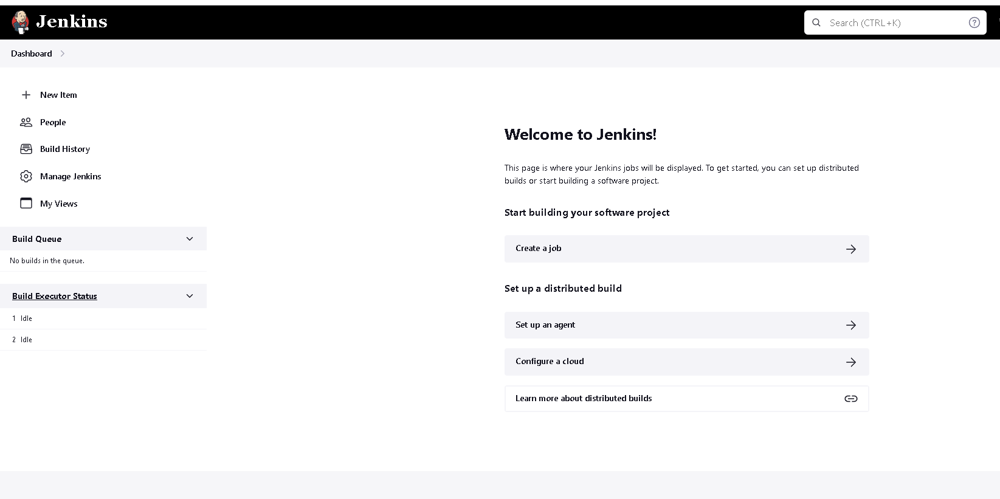 Jenkins
Search (CTRL+K)
Dashboard
New Item
People
Build History
Manage Jenkins
My Views
Build Queue
No builds in the queue.
Build Executor Status
1 Idle
2 Idle
Welcome to Jenkins!
This page is where your Jenkins jobs will be displayed. To get started, you can set up distributed
builds or start building a software project.
Start building your software project
Create a job
Set up a distributed build
Set up an agent
Configure a cloud
Learn more about distributed builds